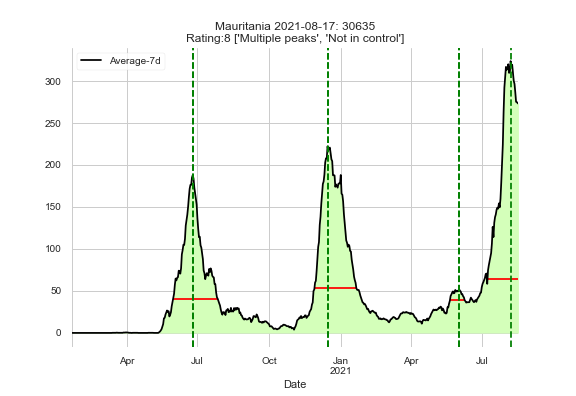 Mauritania 2021-08-17: 30635
Rating:8 ['Multiple peaks', 'Not in control']
Average-7d
300
250
200
150
100
50
0
Apr
Jul
Oct
Jan
2021
Apr
Jul
Date